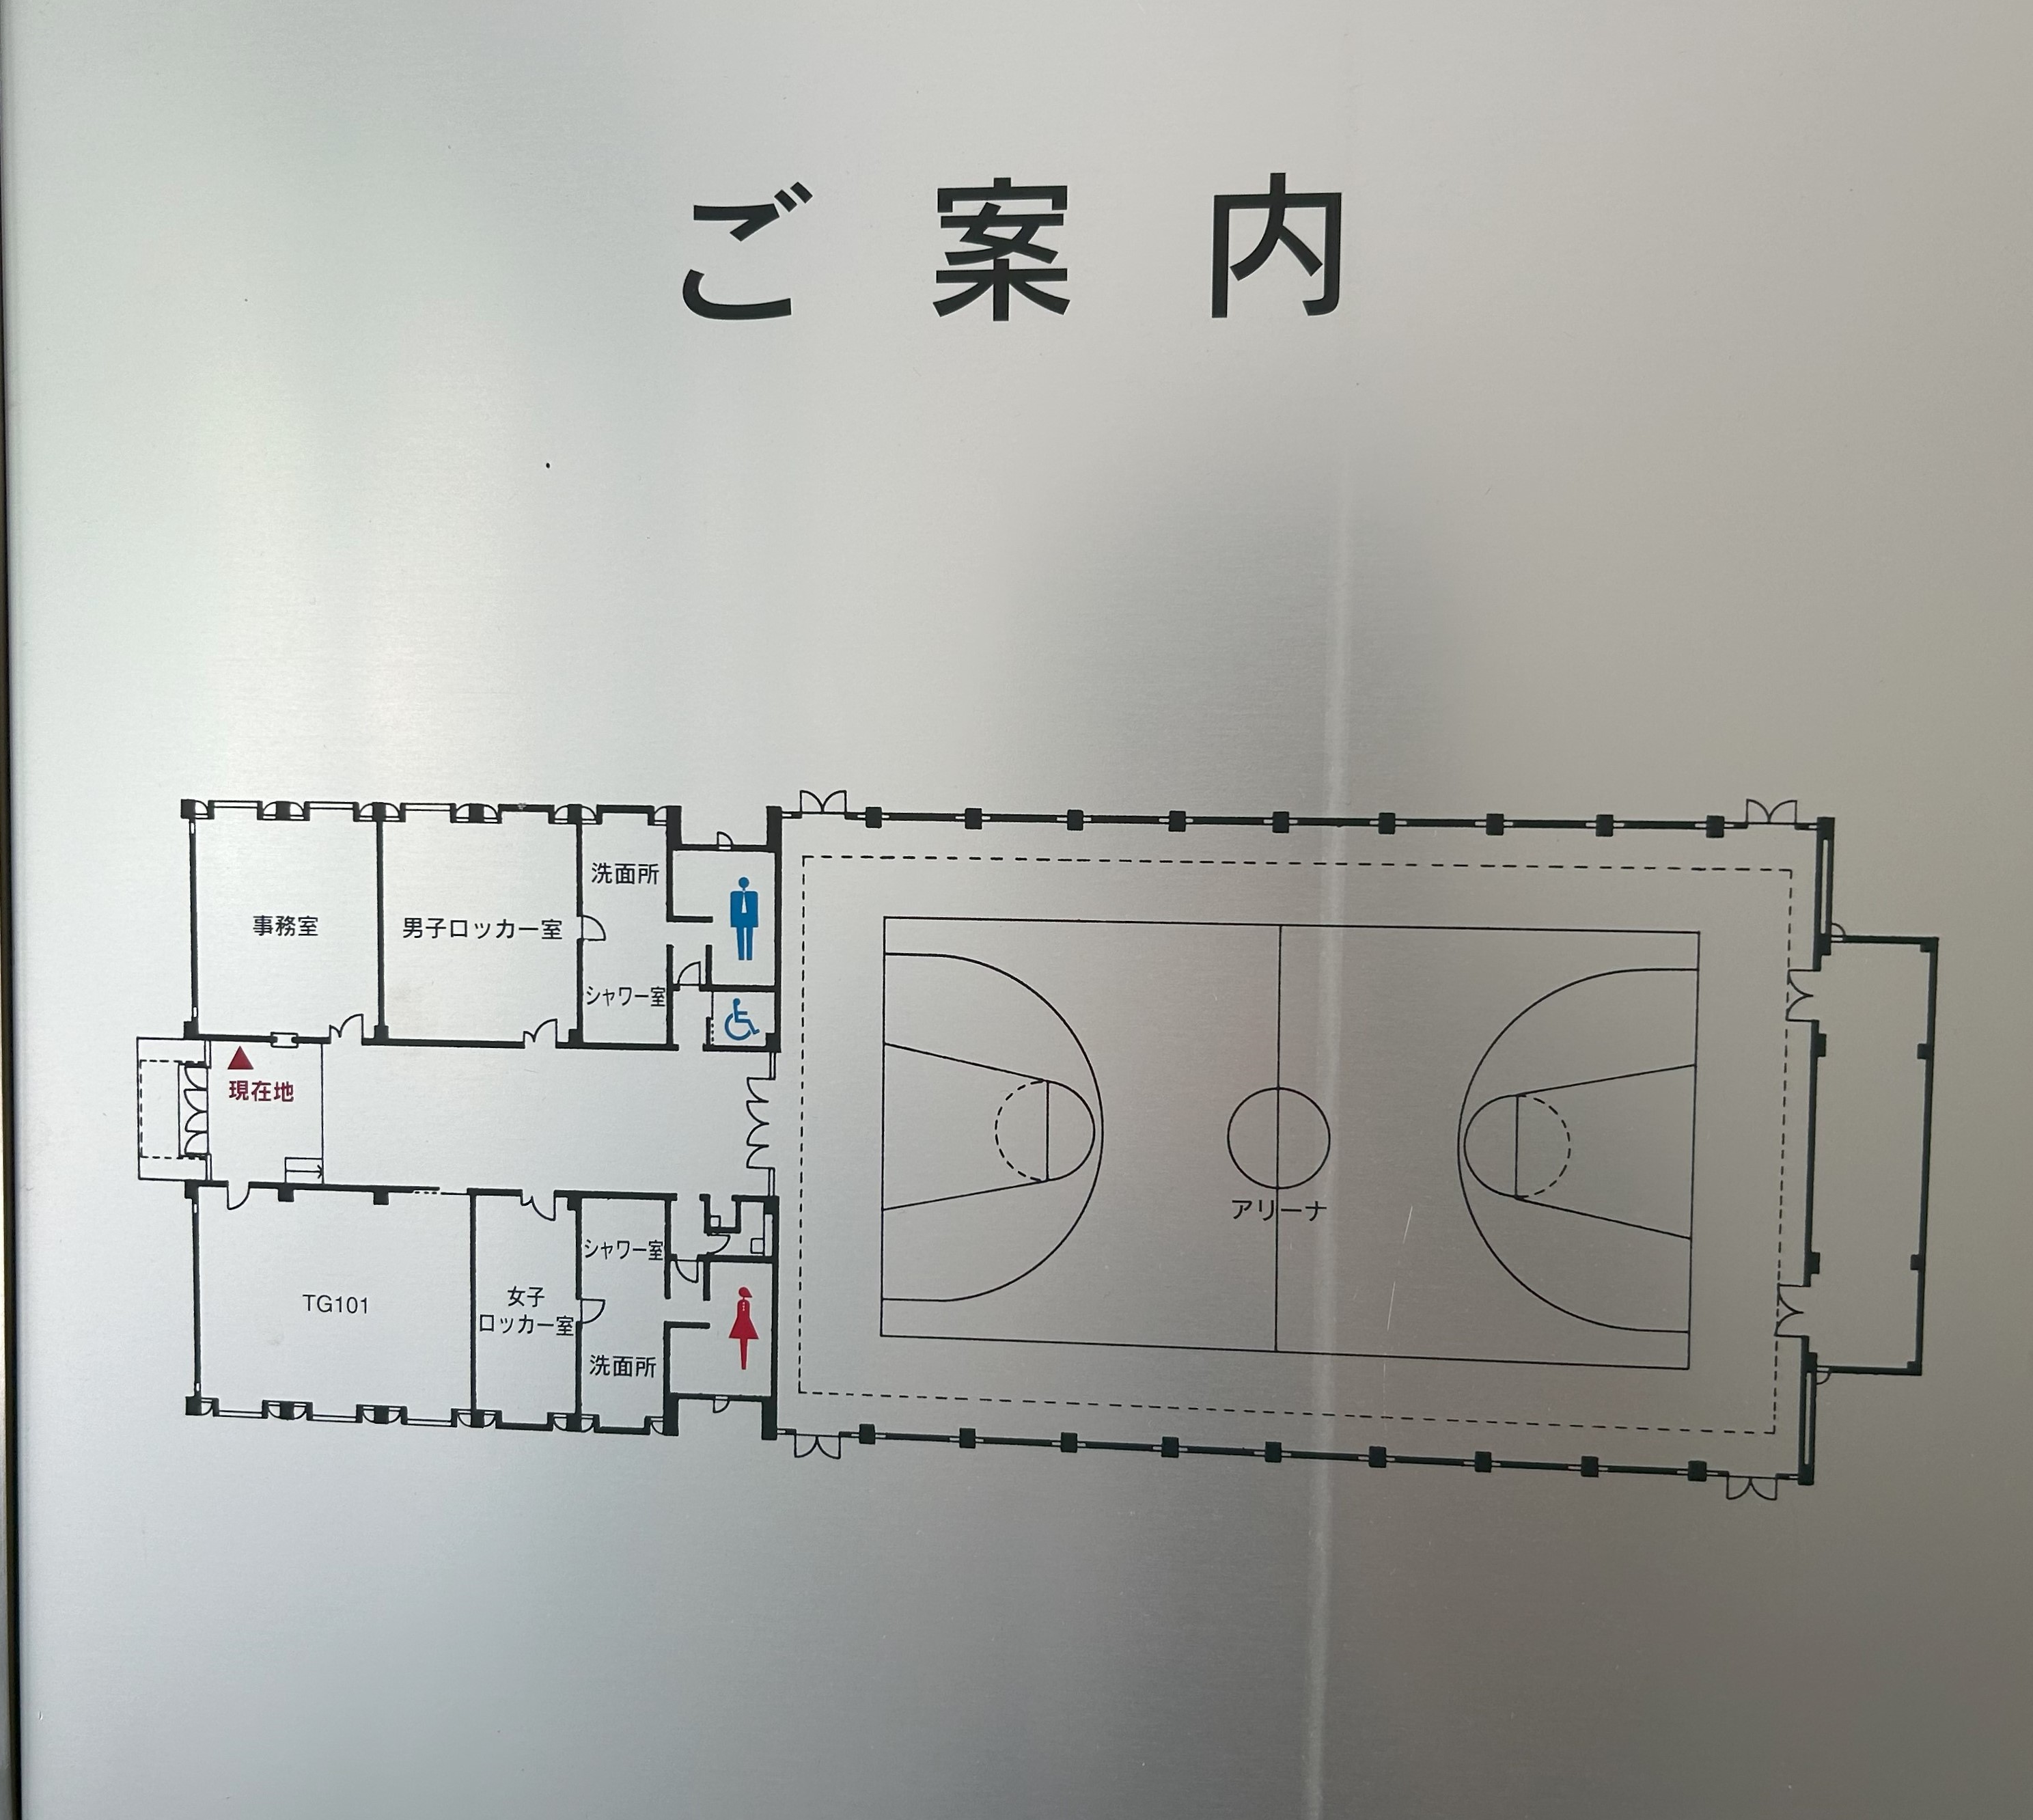 ご案内
洗面所
事務室
男子ロッカー室
シャワー室
現在地
アリーナ
シャワー室
TG101
女子
ロッカー室
洗面所